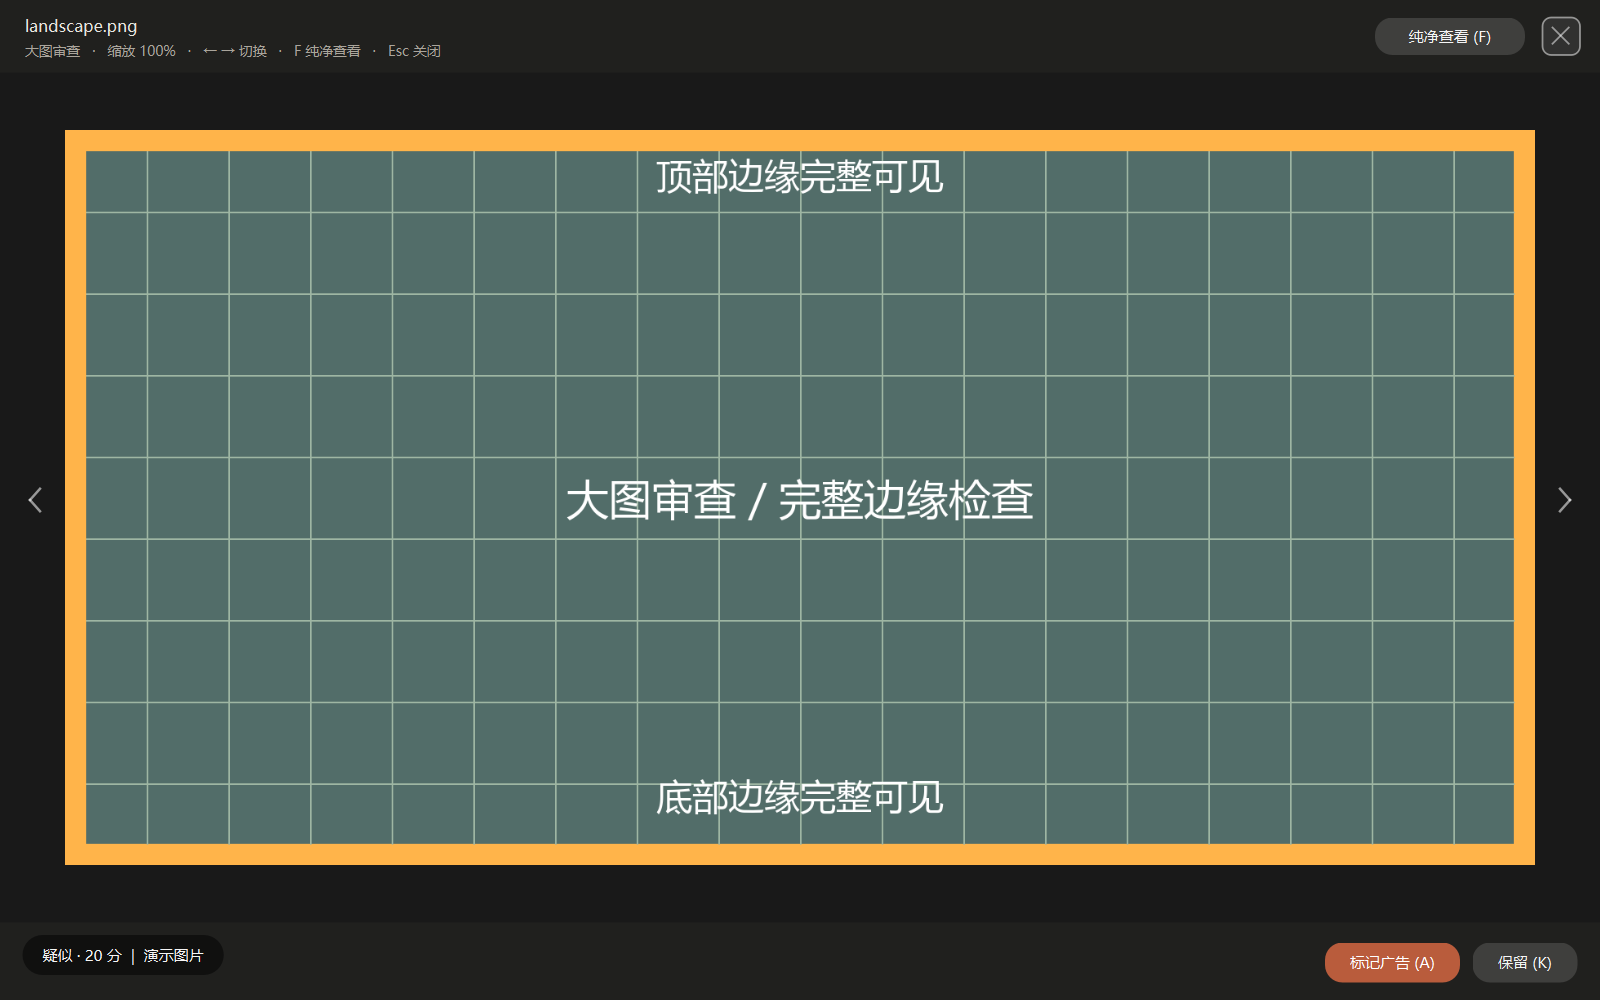 landscape.png
大图审查 · 缩放 100% · ←→ 切换 · F 纯净查看 · Esc 关闭
纯净查看 (F)
顶部边缘完整可见
大图审查 / 完整边缘检查
底部边缘完整可见
疑似 · 20 分 | 演示图片
标记广告 (A)
保留 (K)